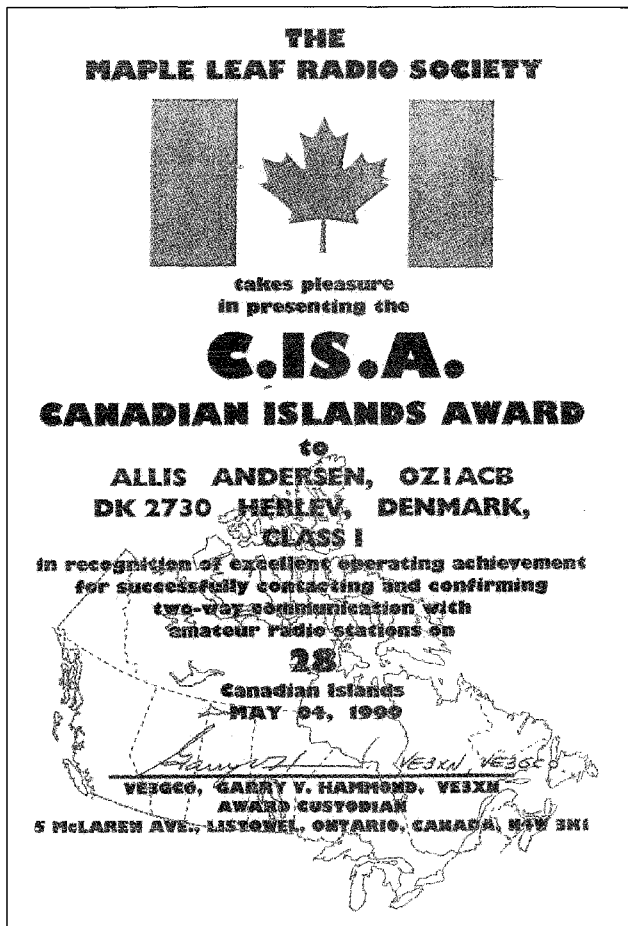 THE
MAPLE LEAF RADIO SOCIETY
takes pleasure
in presenting the
C.IS.A.
CANADIAN ISLANDS AWARD
to
ALLIS ANDERSEN, OZ1ACB
DK 2730 HERLEV, DENMARK,
CLASS I
in recognition of excellent operating achievement
for successfully contacting and confirming
two-way communication with
amateur radio stations on
28
Canadian Islands
MAY 04, 1990
VE3XN, VE3GCO
VE3GCO, GARRY V. HAMMOND, VE3XN
AWARD CUSTODIAN
5 McLAREN AVE., LISTOWEL, ONTARIO, CANADA, N4W 3K1